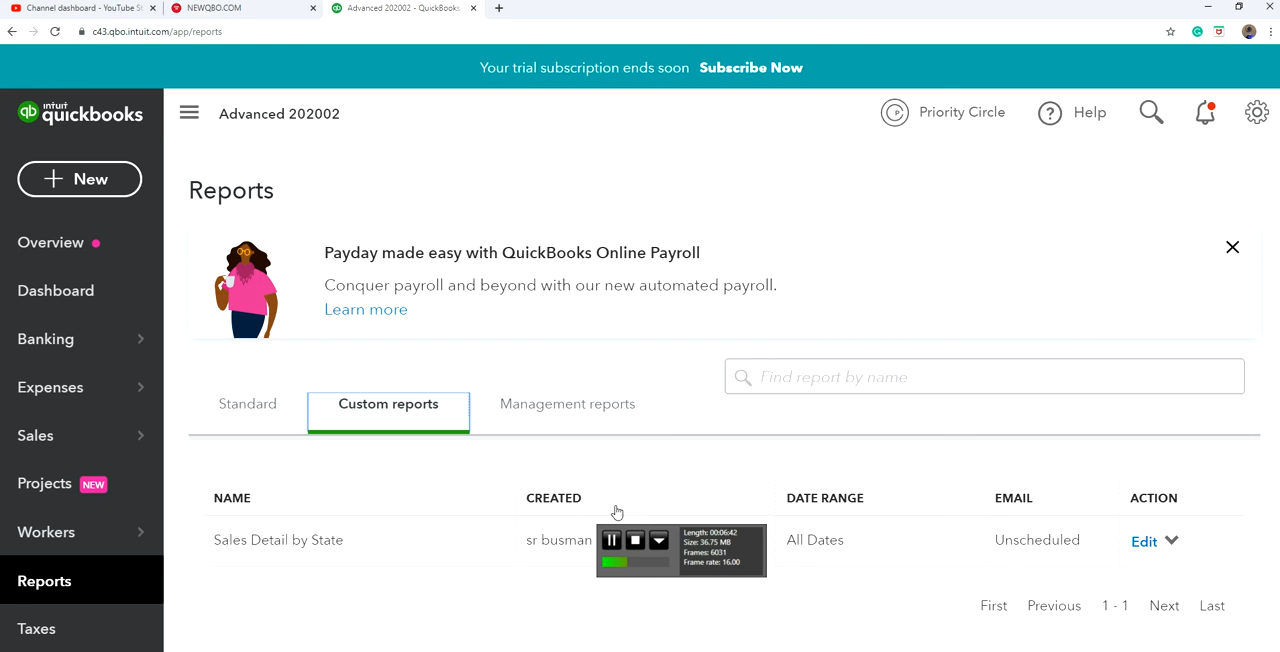 Channel dashboard - YouTube St
NEWQBO.COM
Advanced 202002 - QuickBooks
c43.qbo.intuit.com/app/reports
Your trial subscription ends soon Subscribe Now
intuit
quickbooks
Advanced 202002
Priority Circle
Help
New
Reports
Overview
Dashboard
Banking
Expenses
Sales
Projects NEW
Workers
Reports
Taxes
Payday made easy with QuickBooks Online Payroll
Conquer payroll and beyond with our new automated payroll.
Learn more
Find report by name
Standard Custom reports Management reports
NAME CREATED DATE RANGE EMAIL ACTION
Sales Detail by State sr busman All Dates Unscheduled Edit
Length: 00:06:42
Size: 36.75 MB
Frames: 6031
Frame rate: 16.00
First Previous 1 - 1 Next Last